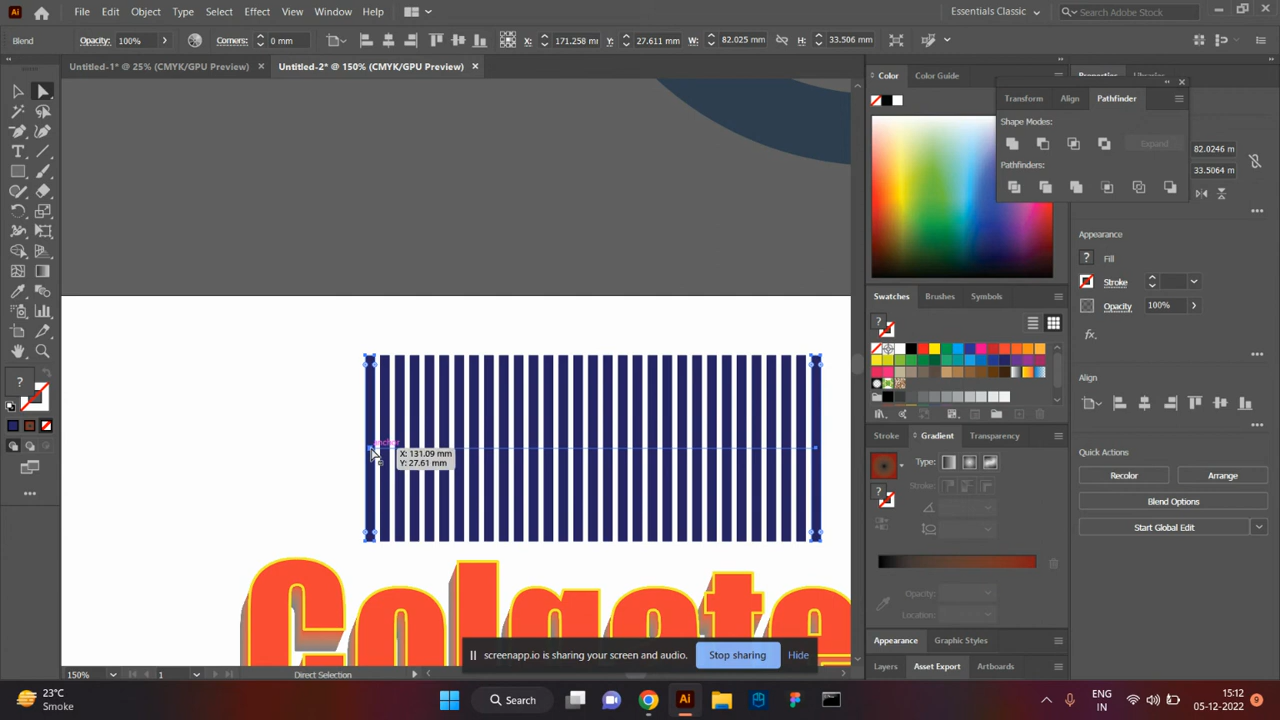 File Edit Object Type Select Effect View Window Help
Essentials Classic
Search Adobe Stock
Blend
Opacity: 100%
Corners: 0 mm
X: 171.258 m
Y: 27.611 mm
W: 82.025 mm
H: 33.506 mm
Untitled-1* @ 25% (CMYK/GPU Preview)
Untitled-2* @ 150% (CMYK/GPU Preview)
Color Color Guide
Properties Libraries
Transform Align Pathfinder
Shape Modes:
Expand
Pathfinders:
82.0246 m
33.5064 m
Appearance
Fill
Stroke
Opacity 100%
fx.
Swatches Brushes Symbols
Align
anchor
X: 131.09 mm
Y: 27.61 mm
Stroke Gradient Transparency
Type:
Stroke:
Opacity:
Location:
Quick Actions
Recolor Arrange
Blend Options
Start Global Edit
Colgate
Appearance Graphic Styles
Layers Asset Export Artboards
screenapp.io is sharing your screen and audio.
Stop sharing
Hide
150% 1 Direct Selection
23°C
Smoke
Search
ENG
IN
15:12
05-12-2022